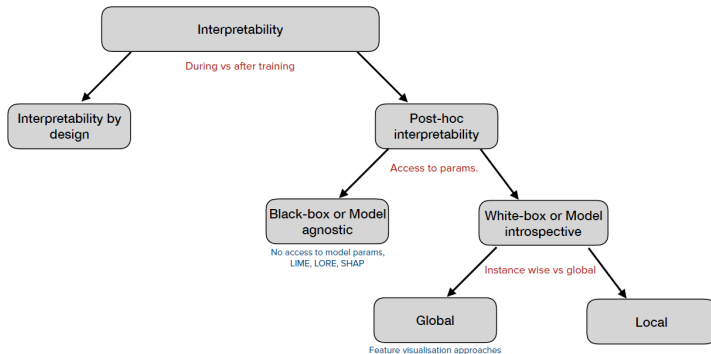 Interpretability
During vs after training
Interpretability by
design
Post-hoc
interpretability
Access to params.
Black-box or Model
agnostic
No access to model params,
LIME, LORE, SHAP
White-box or Model
introspective
Instance wise vs global
Global
Feature visualisation approaches
Local